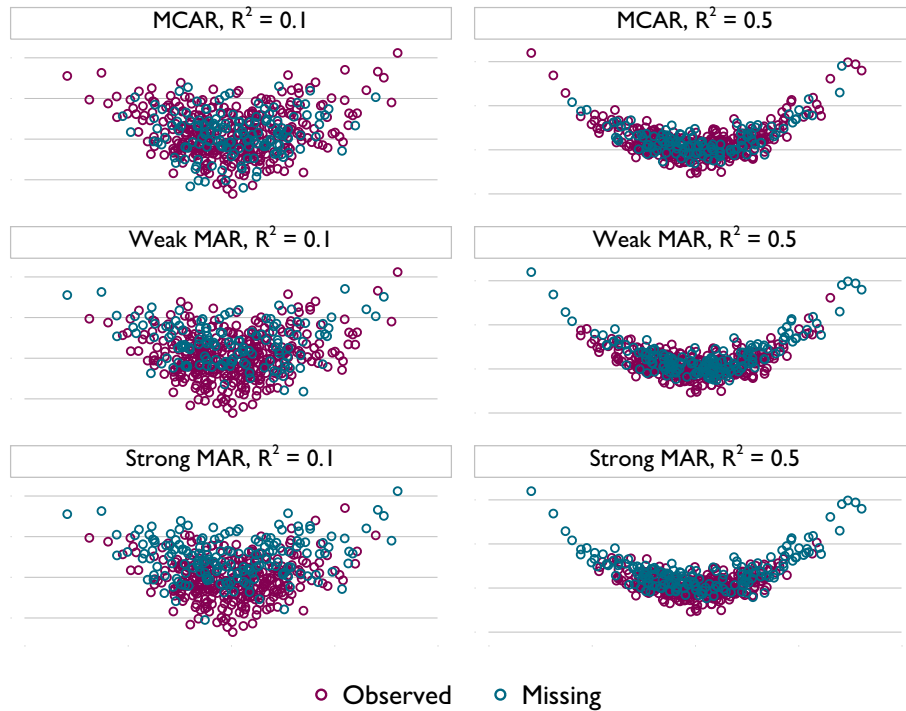 MCAR, R² = 0.1
MCAR, R² = 0.5
Weak MAR, R² = 0.1
Weak MAR, R² = 0.5
Strong MAR, R² = 0.1
Strong MAR, R² = 0.5
Observed Missing